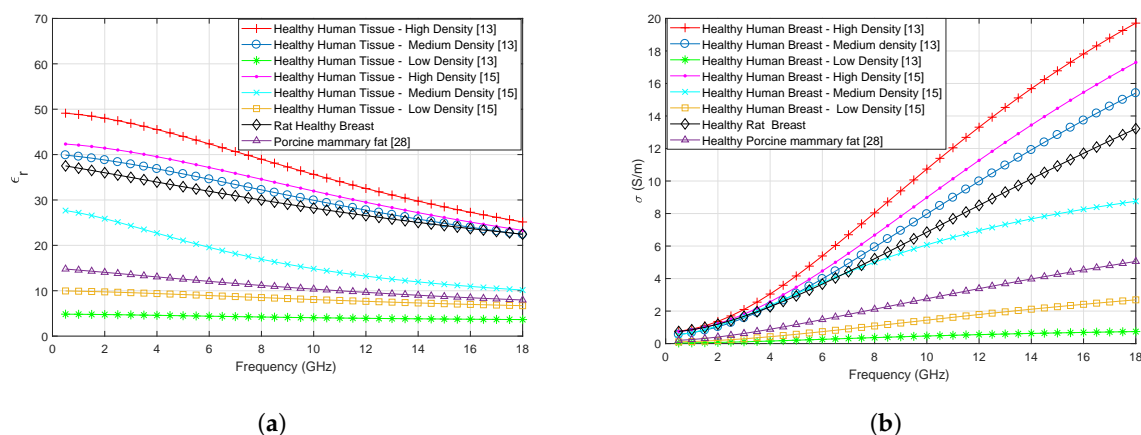 70
60
50
40
30
20
10
0
ϵr
Healthy Human Tissue - High Density [13]
Healthy Human Tissue - Medium Density [13]
Healthy Human Tissue - Low Density [13]
Healthy Human Tissue - High Density [15]
Healthy Human Tissue - Medium Density [15]
Healthy Human Tissue - Low Density [15]
Rat Healthy Breast
Porcine mammary fat [28]
0 2 4 6 8 10 12 14 16 18
Frequency (GHz)
(a)
20
18
16
14
12
10
8
6
4
2
0
σ (S/m)
Healthy Human Breast - High Density [13]
Healthy Human Breast - Medium density [13]
Healthy Human Breast - Low Density [13]
Healthy Human Breast - High Density [15]
Healthy Human Breast - Medium Density [15]
Healthy Human Breast - Low Density [15]
Healthy Rat Breast
Healthy Porcine mammary fat [28]
0 2 4 6 8 10 12 14 16 18
Frequency (GHz)
(b)